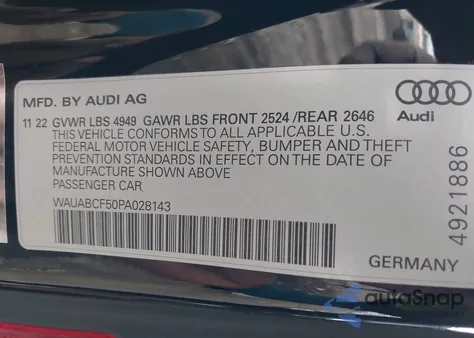 MFD. BY AUDI AG
Audi
11 22 GVWR LBS 4949 GAWR LBS FRONT 2524 /REAR 2646
THIS VEHICLE CONFORMS TO ALL APPLICABLE U.S.
FEDERAL MOTOR VEHICLE SAFETY, BUMPER AND THEFT
PREVENTION STANDARDS IN EFFECT ON THE DATE OF
MANUFACTURE SHOWN ABOVE
PASSENGER CAR
WAUABCF50PA028143
4921886
GERMANY
autoSnap